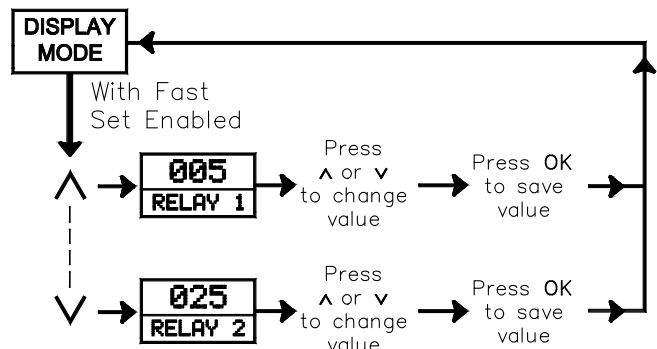 DISPLAY
MODE
With Fast
Set Enabled
005
RELAY 1
Press
∧ or ∨
to change
value
Press OK
to save
value
025
RELAY 2
Press
∧ or ∨
to change
value
Press OK
to save
value